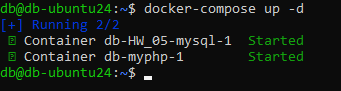 db@db-ubuntu24:~$ docker-compose up -d
[+] Running 2/2
Container db-HW_05-mysql-1 Started
Container db-myphp-1 Started
db@db-ubuntu24:~$